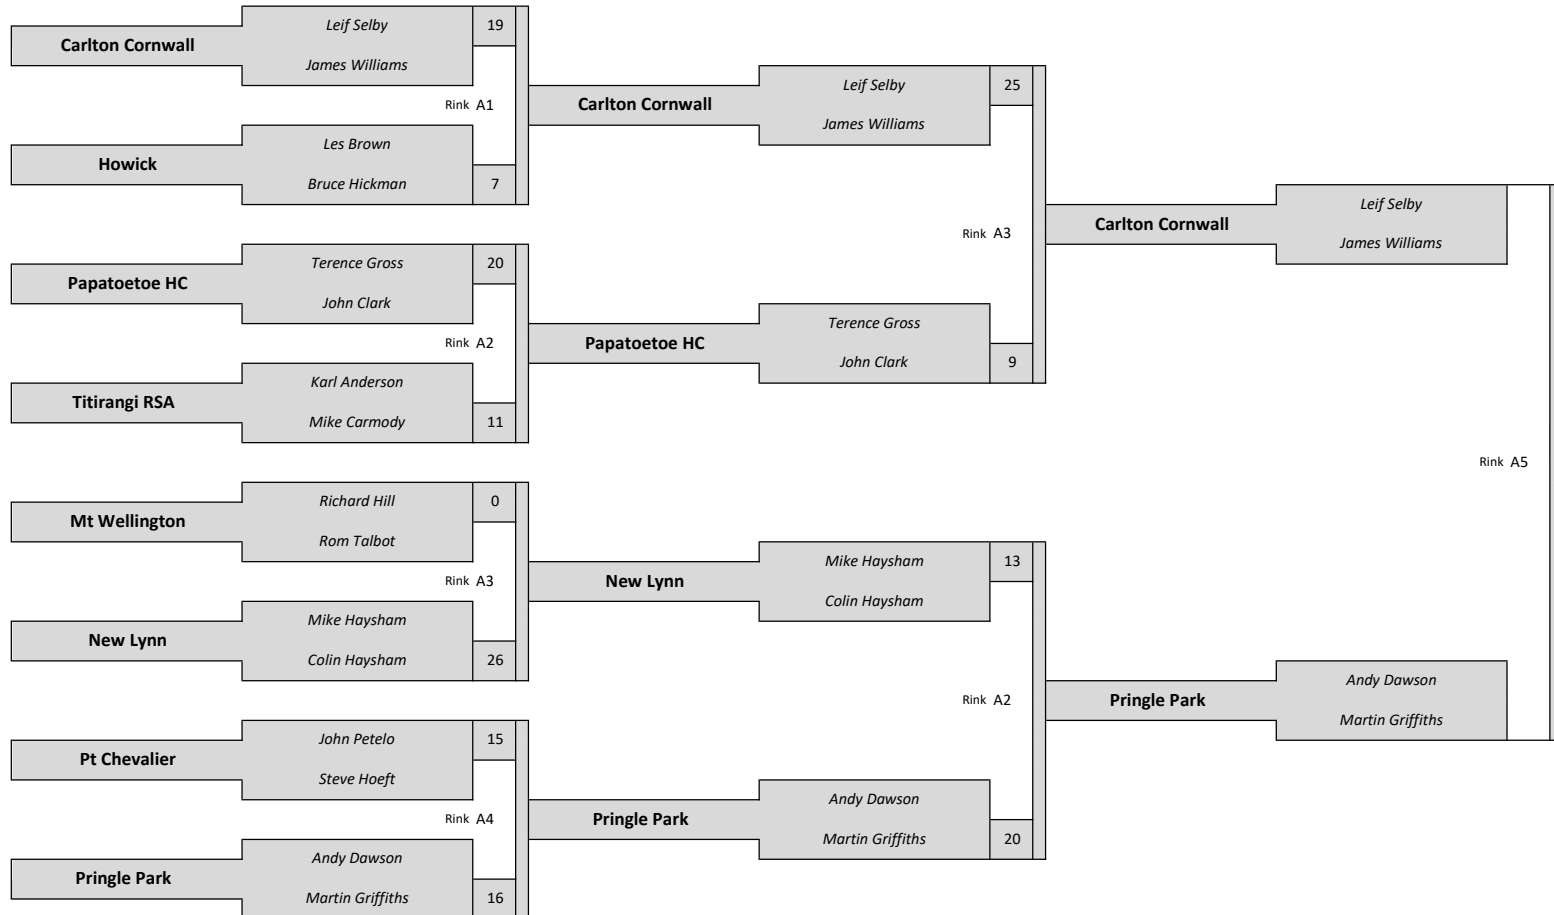 Leif Selby
19
Carlton Cornwall
James Williams
Rink A1
Les Brown
Howick
Bruce Hickman
7
Terence Gross
20
Papatoetoe HC
John Clark
Rink A2
Karl Anderson
Titirangi RSA
Mike Carmody
11
Richard Hill
0
Mt Wellington
Rom Talbot
Rink A3
Mike Haysham
New Lynn
Colin Haysham
26
John Petelo
15
Pt Chevalier
Steve Hoeft
Rink A4
Andy Dawson
Pringle Park
Martin Griffiths
16
Leif Selby
25
Carlton Cornwall
James Williams
Rink A3
Terence Gross
Papatoetoe HC
John Clark
9
Mike Haysham
13
New Lynn
Colin Haysham
Rink A2
Andy Dawson
Pringle Park
Martin Griffiths
20
Leif Selby
Carlton Cornwall
James Williams
Rink A5
Andy Dawson
Pringle Park
Martin Griffiths